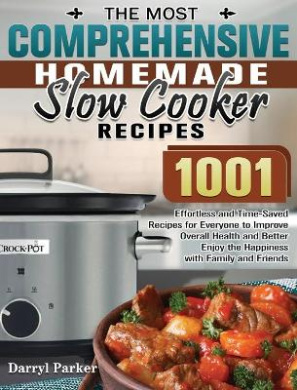 THE MOST
COMPREHENSIVE
HOMEMADE
Slow Cooker
RECIPES
1001
Effortless and Time-Saved
Recipes for Everyone to Improve
Overall Health and Better
Enjoy the Happiness
with Family and Friends
CROCK-POT
Darryl Parker